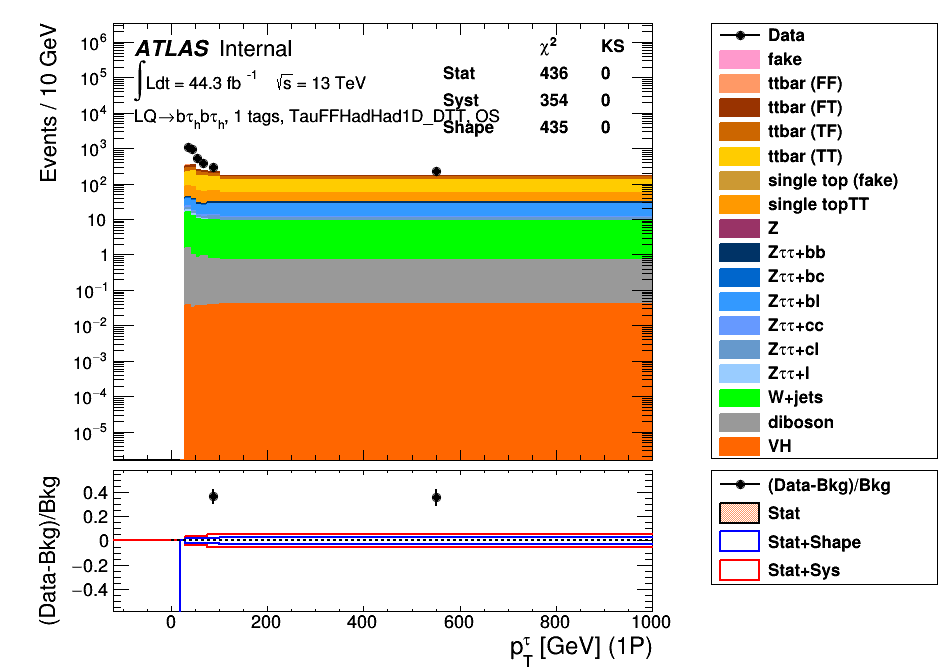 Events / 10 GeV
10⁶
10⁵
10⁴
10³
10²
10
1
10⁻¹
10⁻²
10⁻³
10⁻⁴
10⁻⁵
ATLAS Internal
∫Ldt = 44.3 fb⁻¹ √s = 13 TeV
LQ→bτₕbτₕ, 1 tags, TauFFHadHad1D_DTT, OS
χ² KS
Stat 436 0
Syst 354 0
Shape 435 0
Data
fake
ttbar (FF)
ttbar (FT)
ttbar (TF)
ttbar (TT)
single top (fake)
single topTT
Z
Zττ+bb
Zττ+bc
Zττ+bl
Zττ+cc
Zττ+cl
Zττ+l
W+jets
diboson
VH
(Data-Bkg)/Bkg
0.4
0.2
0
−0.2
−0.4
0 200 400 600 800 1000
p_T^τ [GeV] (1P)
(Data-Bkg)/Bkg
Stat
Stat+Shape
Stat+Sys